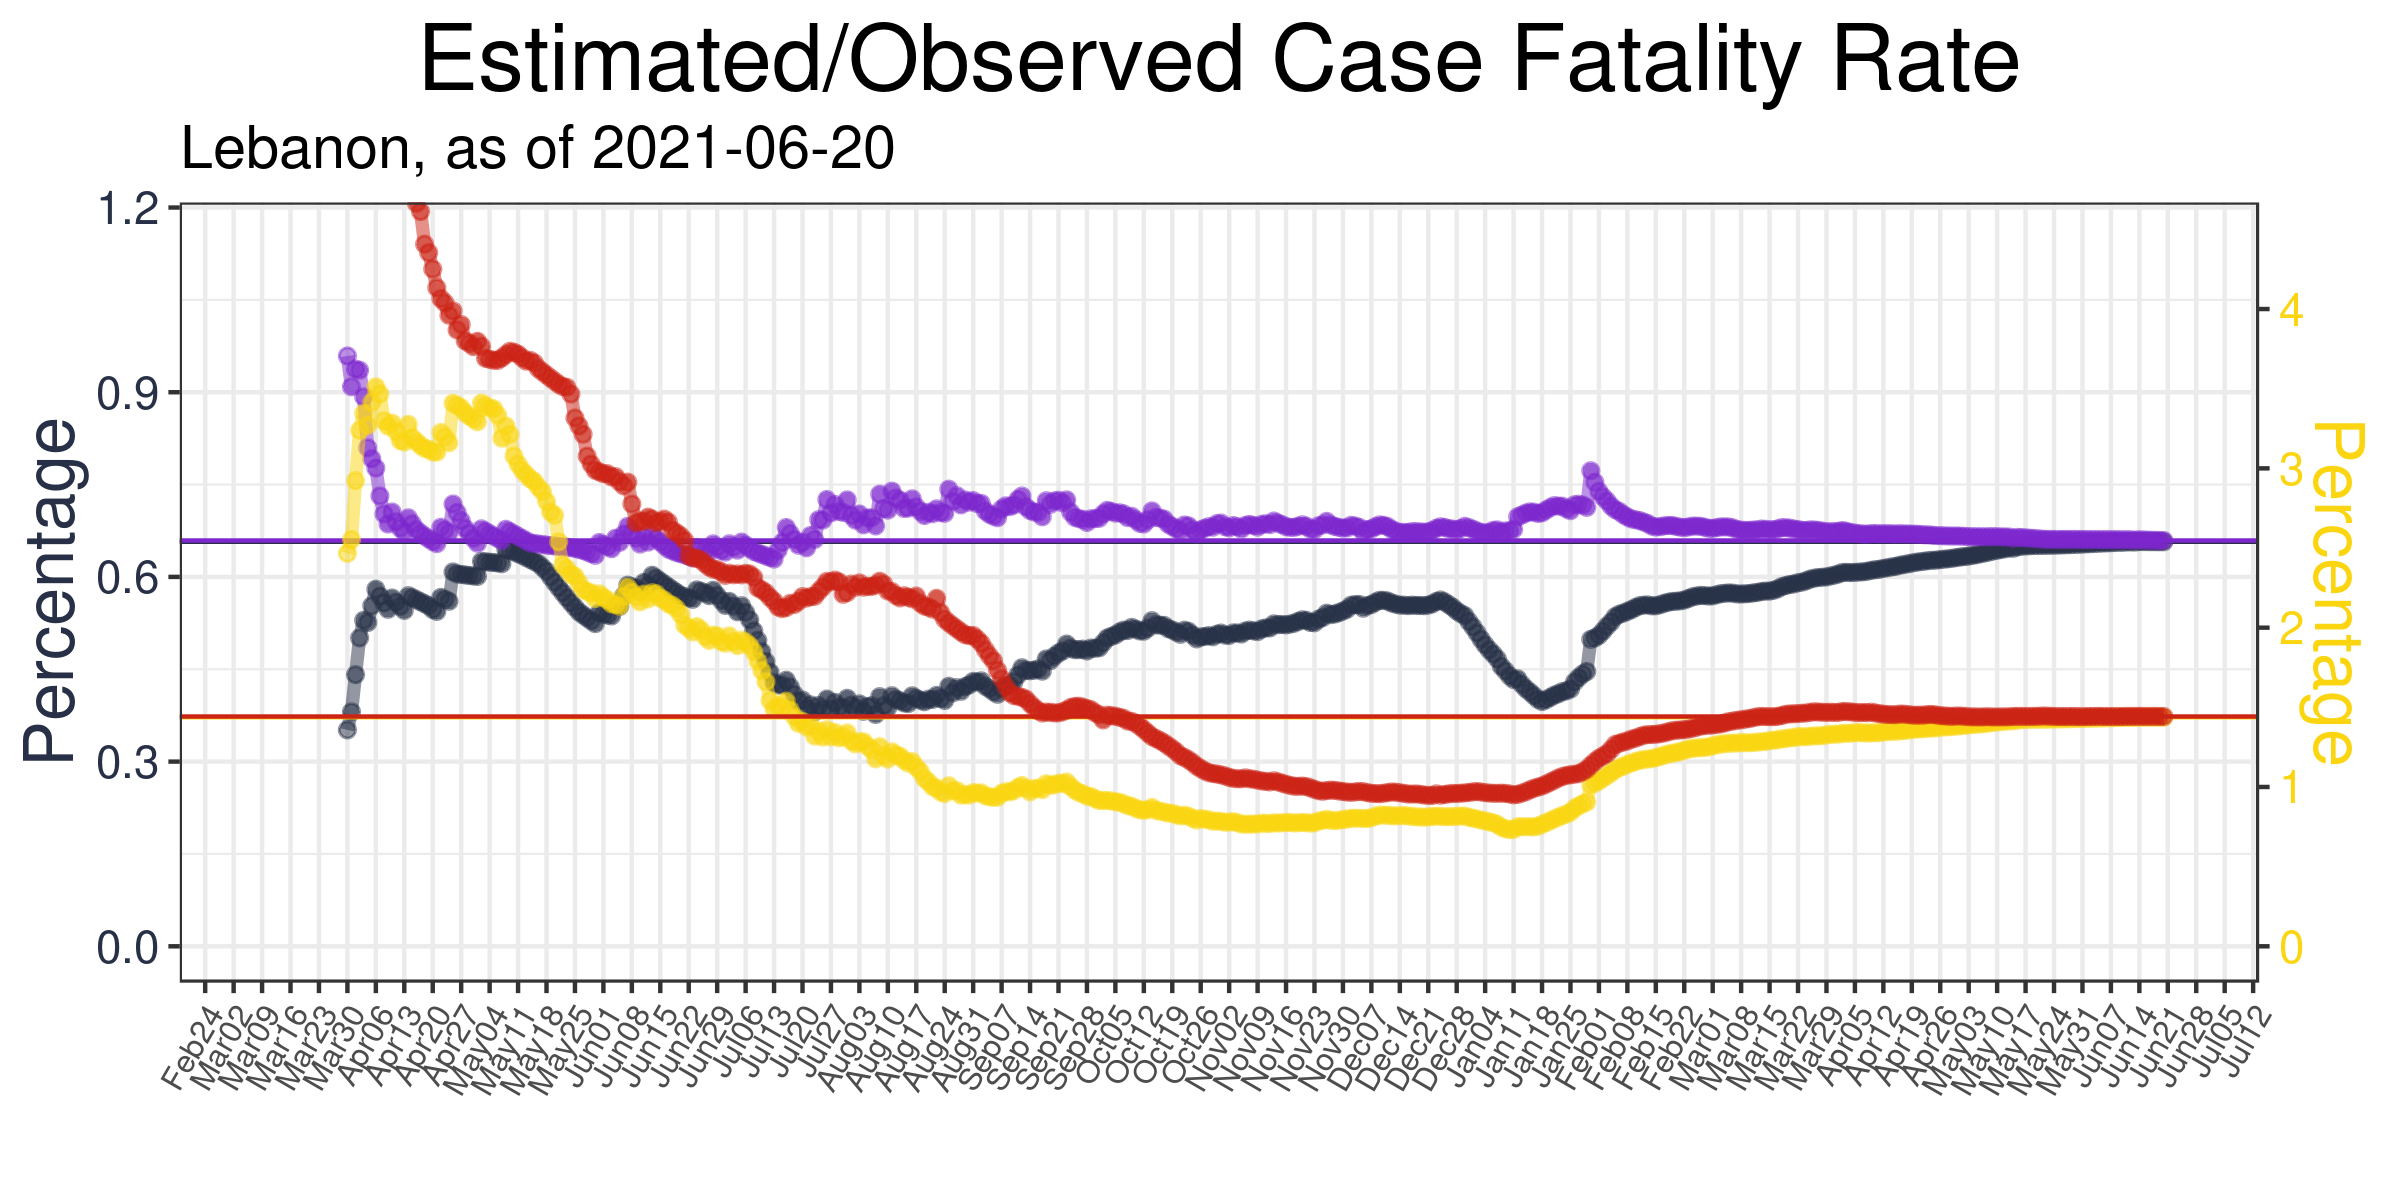 Estimated/Observed Case Fatality Rate
Lebanon, as of 2021-06-20
Percentage
1.2
0.9
0.6
0.3
0.0
4
3
2
1
0
Percentage
Feb24
Mar02
Mar09
Mar16
Mar23
Mar30
Apr06
Apr13
Apr20
Apr27
May04
May11
May18
May25
Jun01
Jun08
Jun15
Jun22
Jun29
Jul06
Jul13
Jul20
Jul27
Aug03
Aug10
Aug17
Aug24
Aug31
Sep07
Sep14
Sep21
Sep28
Oct05
Oct12
Oct19
Oct26
Nov02
Nov09
Nov16
Nov23
Nov30
Dec07
Dec14
Dec21
Dec28
Jan04
Jan11
Jan18
Jan25
Feb01
Feb08
Feb15
Feb22
Mar01
Mar08
Mar15
Mar22
Mar29
Apr05
Apr12
Apr19
Apr26
May03
May10
May17
May24
May31
Jun07
Jun14
Jun21
Jun28
Jul05
Jul12